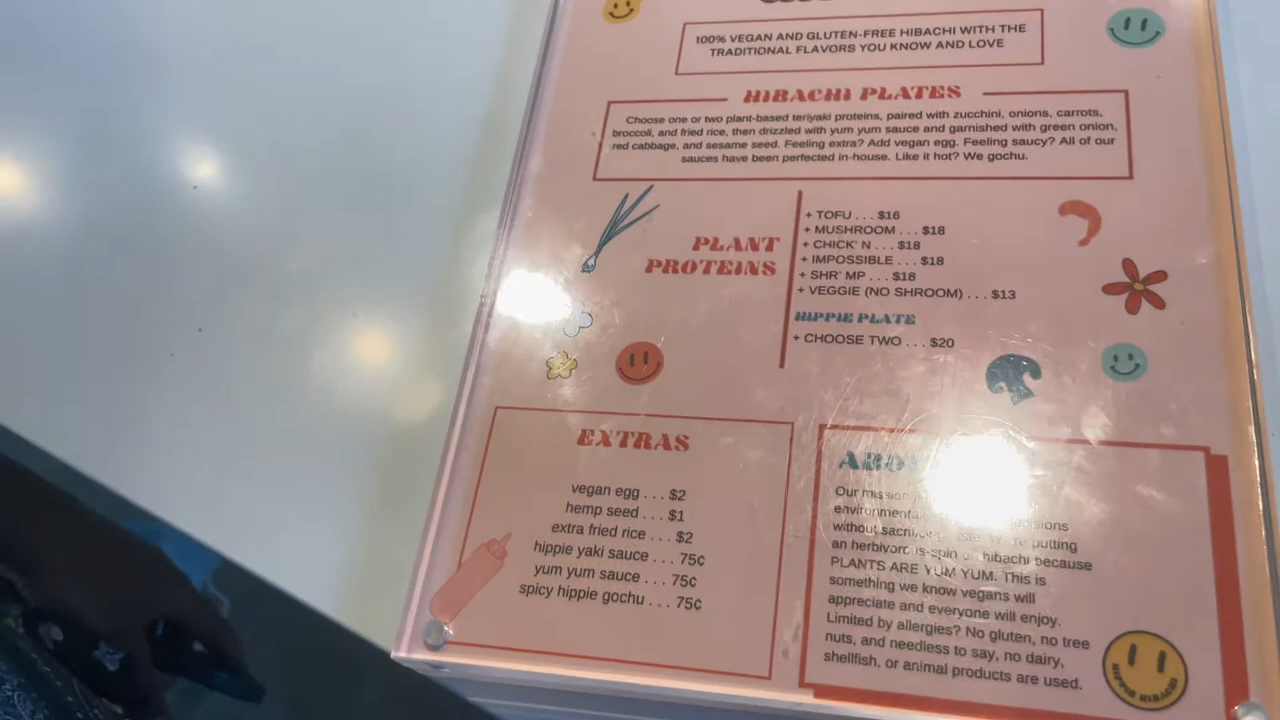 100% VEGAN AND GLUTEN-FREE HIBACHI WITH THE
TRADITIONAL FLAVORS YOU KNOW AND LOVE
HIBACHI PLATES
Choose one or two plant-based teriyaki proteins, paired with zucchini, onions, carrots,
broccoli, and fried rice, then drizzled with yum yum sauce and garnished with green onion,
red cabbage, and sesame seed. Feeling extra? Add vegan egg. Feeling saucy? All of our
sauces have been perfected in-house. Like it hot? We gochu.
PLANT
PROTEINS
+ TOFU . . . $16
+ MUSHROOM . . . $18
+ CHICK' N . . . $18
+ IMPOSSIBLE . . . $18
+ SHR' MP . . . $18
+ VEGGIE (NO SHROOM) . . . $13
HIPPIE PLATE
+ CHOOSE TWO . . . $20
EXTRAS
vegan egg . . . $2
hemp seed . . . $1
extra fried rice . . . $2
hippie yaki sauce . . . 75¢
yum yum sauce . . . 75¢
spicy hippie gochu . . . 75¢
Our mission
without
putting
an herbivorous-spin on hibachi because
PLANTS ARE YUM YUM. This is
something we know vegans will
appreciate and everyone will enjoy.
Limited by allergies? No gluten, no tree
nuts, and needless to say, no dairy,
shellfish, or animal products are used.
HIPPIE HIBACHI